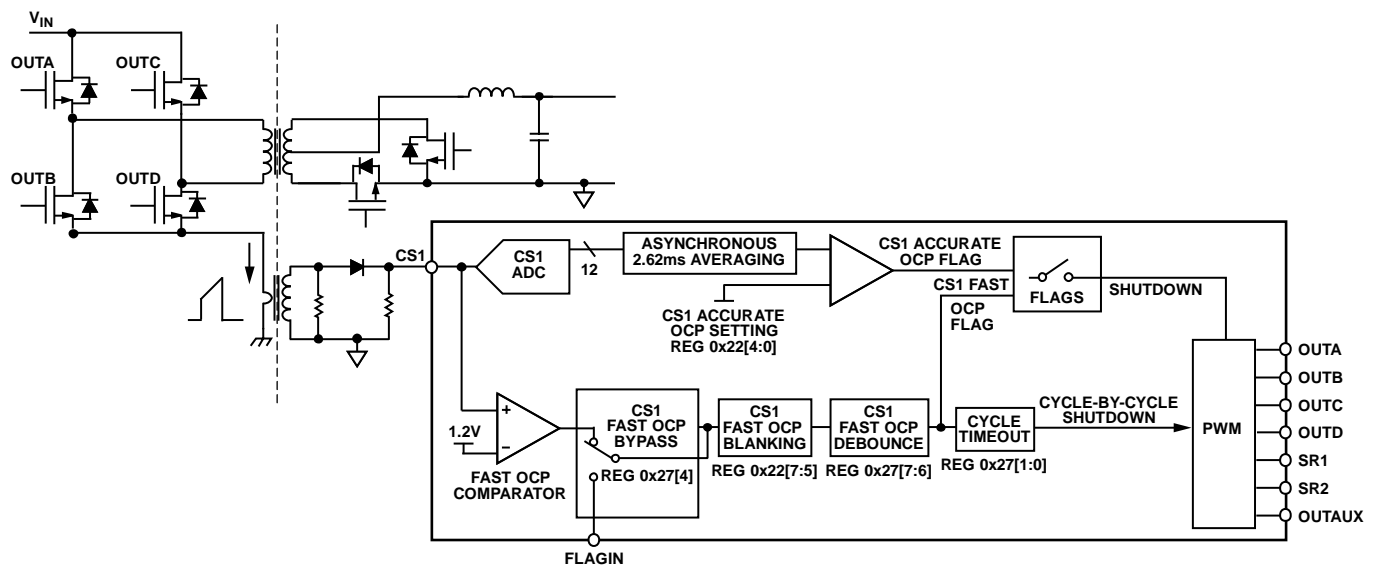 VIN
OUTA
OUTC
OUTB
OUTD
CS1
CS1
ADC
12
ASYNCHRONOUS
2.62ms AVERAGING
CS1 ACCURATE
OCP SETTING
REG 0x22[4:0]
CS1 ACCURATE
OCP FLAG
CS1 FAST
OCP
FLAG
FLAGS
SHUTDOWN
1.2V
+
−
FAST OCP
COMPARATOR
CS1
FAST OCP
BYPASS
REG 0x27[4]
FLAGIN
CS1
FAST OCP
BLANKING
REG 0x22[7:5]
CS1
FAST OCP
DEBOUNCE
REG 0x27[7:6]
CYCLE
TIMEOUT
REG 0x27[1:0]
CYCLE-BY-CYCLE
SHUTDOWN
PWM
OUTA
OUTB
OUTC
OUTD
SR1
SR2
OUTAUX